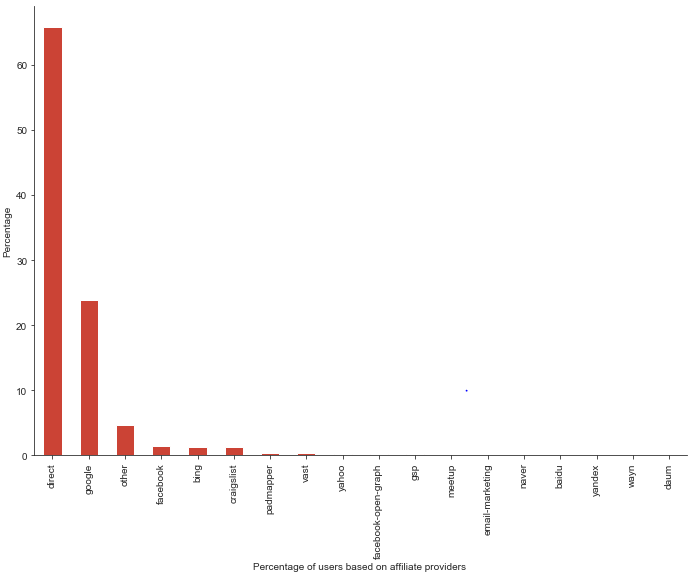 60
50
40
30
20
10
0
Percentage
direct
google
other
facebook
bing
craigslist
padmapper
vast
yahoo
facebook-open-graph
gsp
meetup
email-marketing
naver
baidu
yandex
wayn
daum
Percentage of users based on affiliate providers